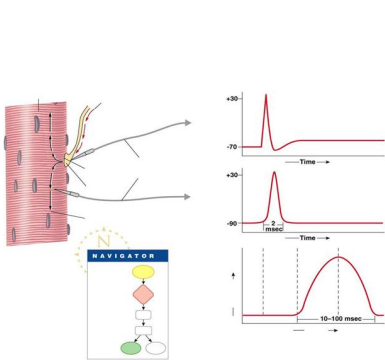 +30
-70
Time
+30
-90
2
msec
Time
NAVIGATOR
10–100 msec